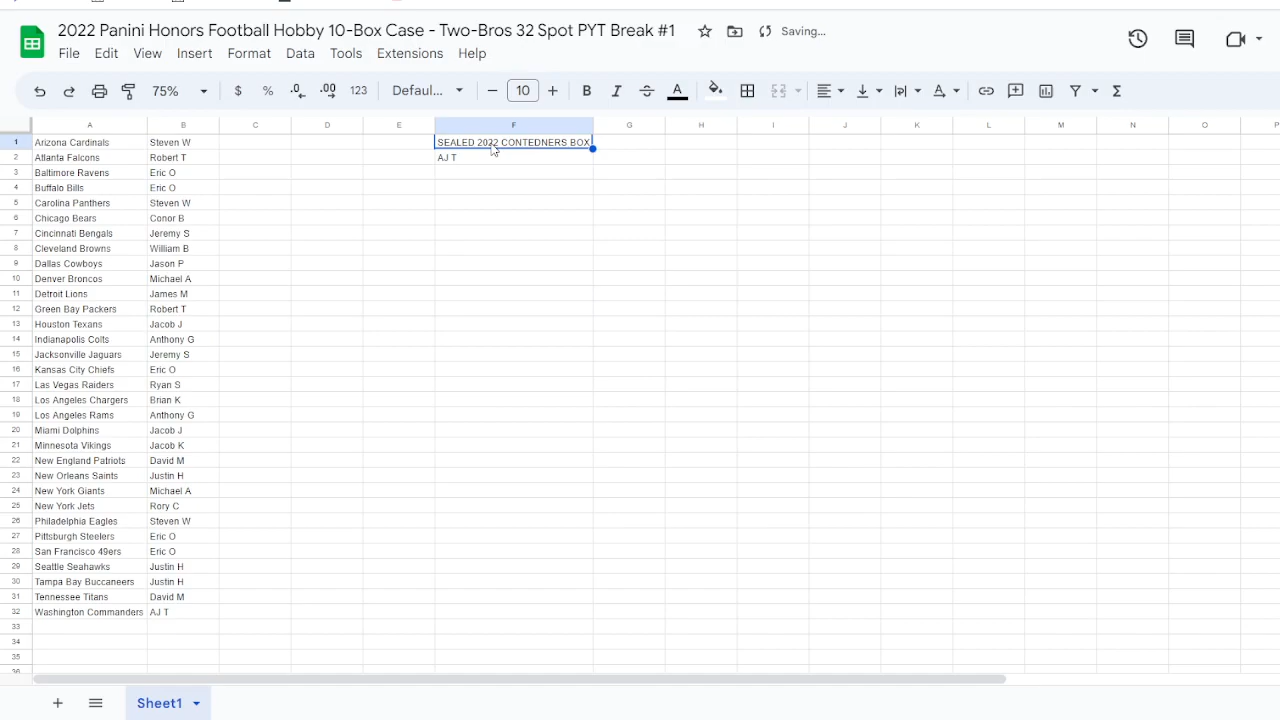 2022 Panini Honors Football Hobby 10-Box Case - Two-Bros 32 Spot PYT Break #1
Saving...
File Edit View Insert Format Data Tools Extensions Help
75% $ % .0 .00 123 Defaul... 10 B I A
A B C D E F G H I J K L M N O P
1 Arizona Cardinals Steven W SEALED 2022 CONTEDNERS BOX
2 Atlanta Falcons Robert T AJ T
3 Baltimore Ravens Eric O
4 Buffalo Bills Eric O
5 Carolina Panthers Steven W
6 Chicago Bears Conor B
7 Cincinnati Bengals Jeremy S
8 Cleveland Browns William B
9 Dallas Cowboys Jason P
10 Denver Broncos Michael A
11 Detroit Lions James M
12 Green Bay Packers Robert T
13 Houston Texans Jacob J
14 Indianapolis Colts Anthony G
15 Jacksonville Jaguars Jeremy S
16 Kansas City Chiefs Eric O
17 Las Vegas Raiders Ryan S
18 Los Angeles Chargers Brian K
19 Los Angeles Rams Anthony G
20 Miami Dolphins Jacob J
21 Minnesota Vikings Jacob K
22 New England Patriots David M
23 New Orleans Saints Justin H
24 New York Giants Michael A
25 New York Jets Rory C
26 Philadelphia Eagles Steven W
27 Pittsburgh Steelers Eric O
28 San Francisco 49ers Eric O
29 Seattle Seahawks Justin H
30 Tampa Bay Buccaneers Justin H
31 Tennessee Titans David M
32 Washington Commanders AJ T
33
34
35
36
Sheet1